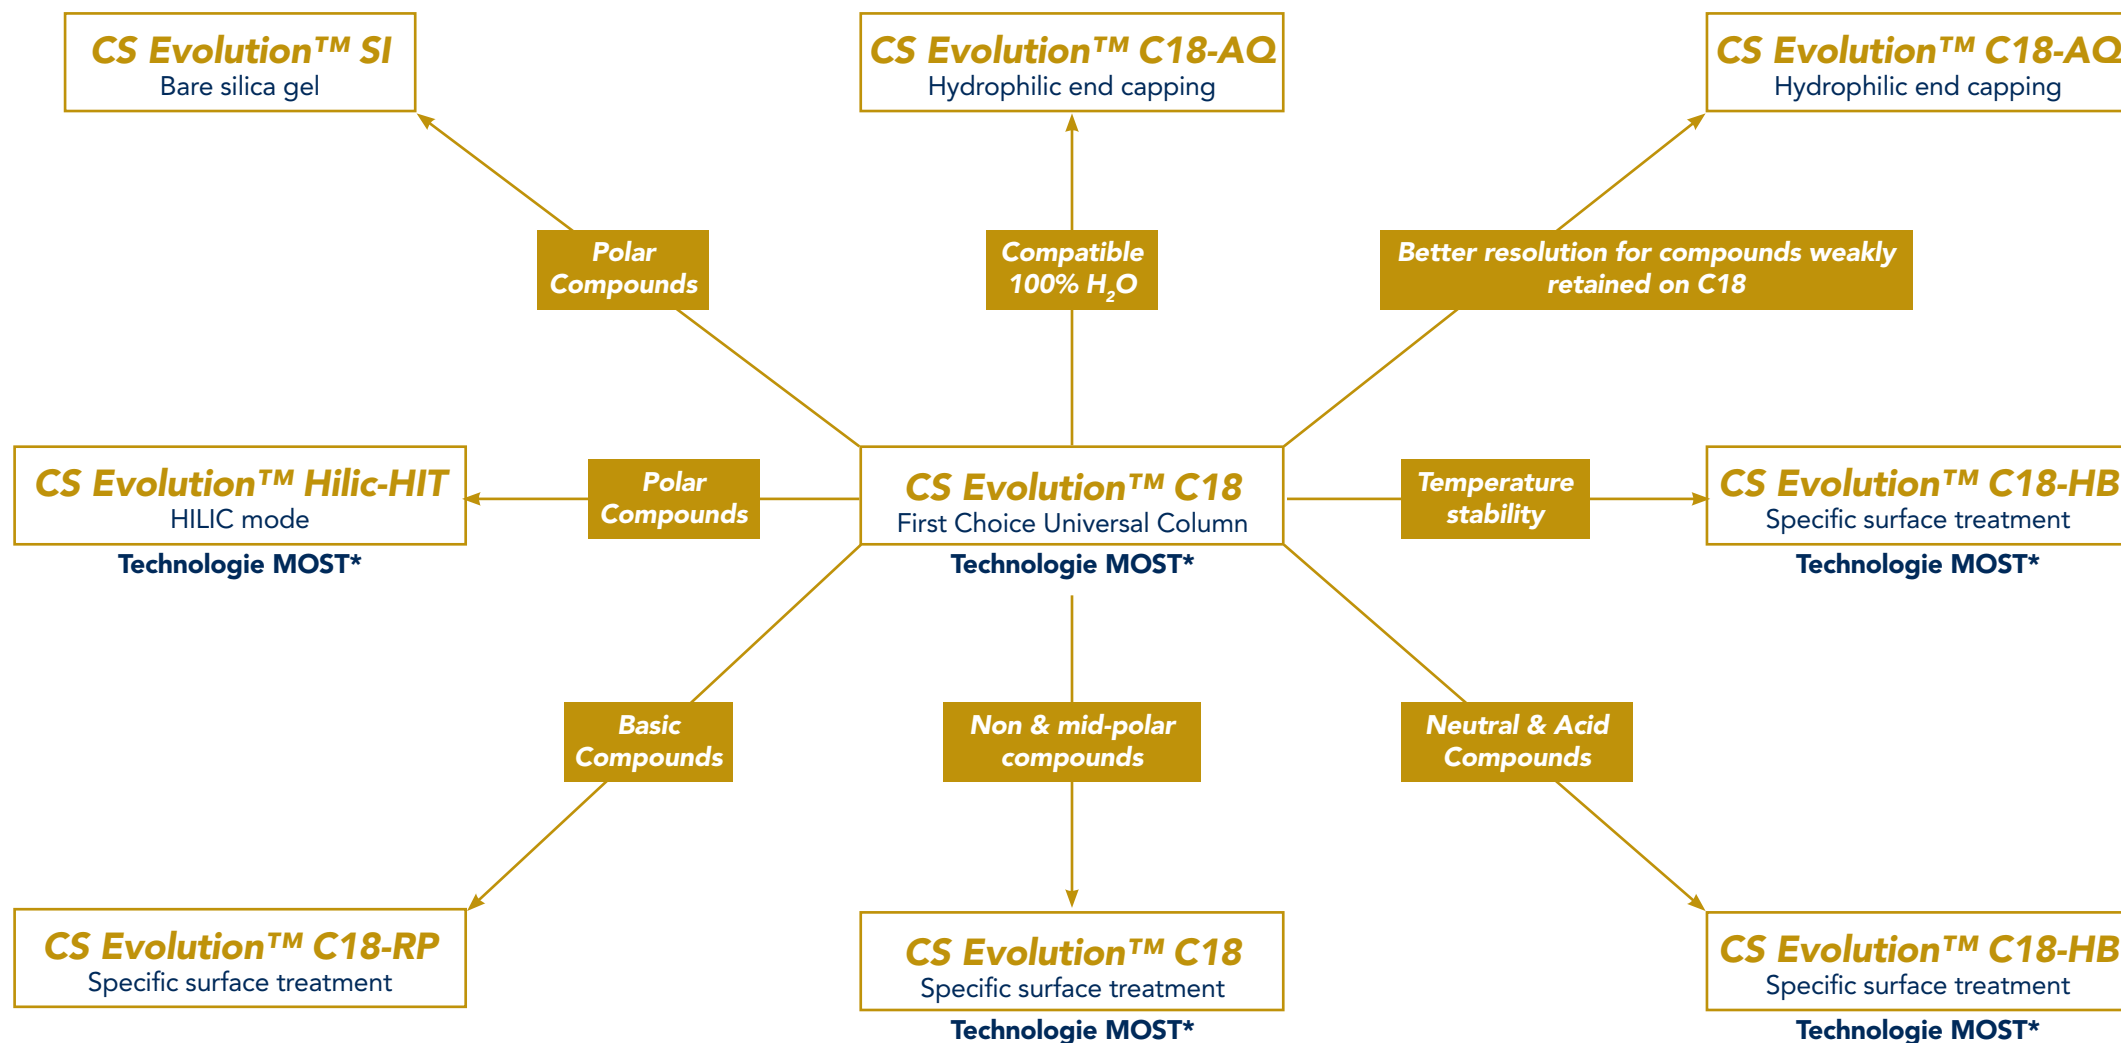 CS Evolution™ SI
Bare silica gel
CS Evolution™ C18-AQ
Hydrophilic end capping
CS Evolution™ C18-AQ
Hydrophilic end capping
Polar
Compounds
Compatible
100% H₂O
Better resolution for compounds weakly
retained on C18
CS Evolution™ Hilic-HIT
HILIC mode
Technologie MOST*
Polar
Compounds
CS Evolution™ C18
First Choice Universal Column
Technologie MOST*
Temperature
stability
CS Evolution™ C18-HB
Specific surface treatment
Technologie MOST*
Basic
Compounds
Non & mid-polar
compounds
Neutral & Acid
Compounds
CS Evolution™ C18-RP
Specific surface treatment
CS Evolution™ C18
Specific surface treatment
Technologie MOST*
CS Evolution™ C18-HB
Specific surface treatment
Technologie MOST*